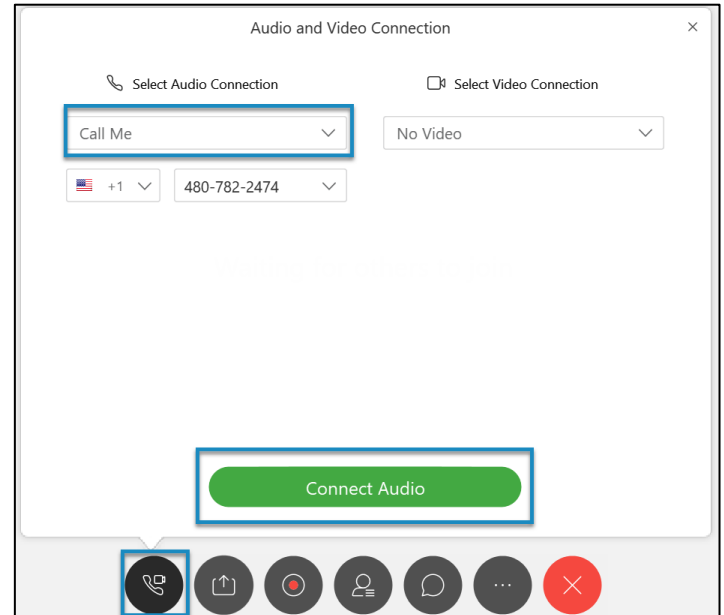 Audio and Video Connection
Select Audio Connection
Select Video Connection
Call Me
No Video
+1
480-782-2474
Connect Audio